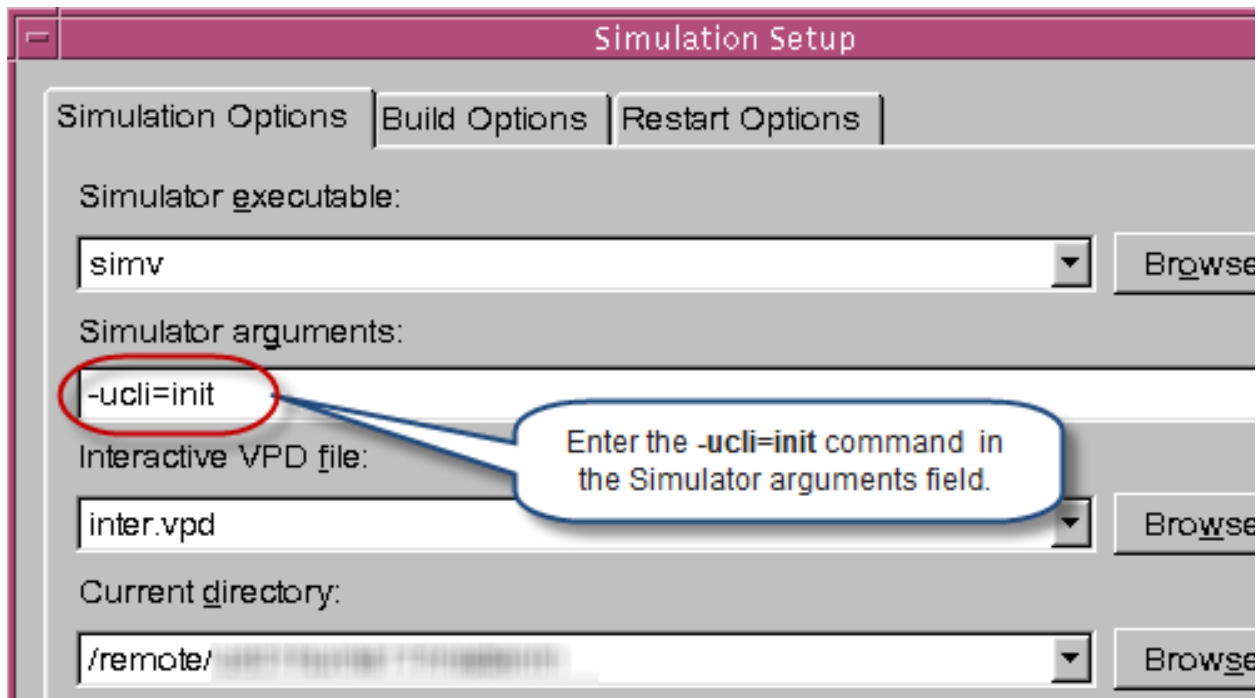 Simulation Setup
Simulation Options Build Options Restart Options
Simulator executable:
simv Browse
Simulator arguments:
-ucli=init
Enter the -ucli=init command in
the Simulator arguments field.
Interactive VPD file:
inter.vpd Browse
Current directory:
/remote/ Browse